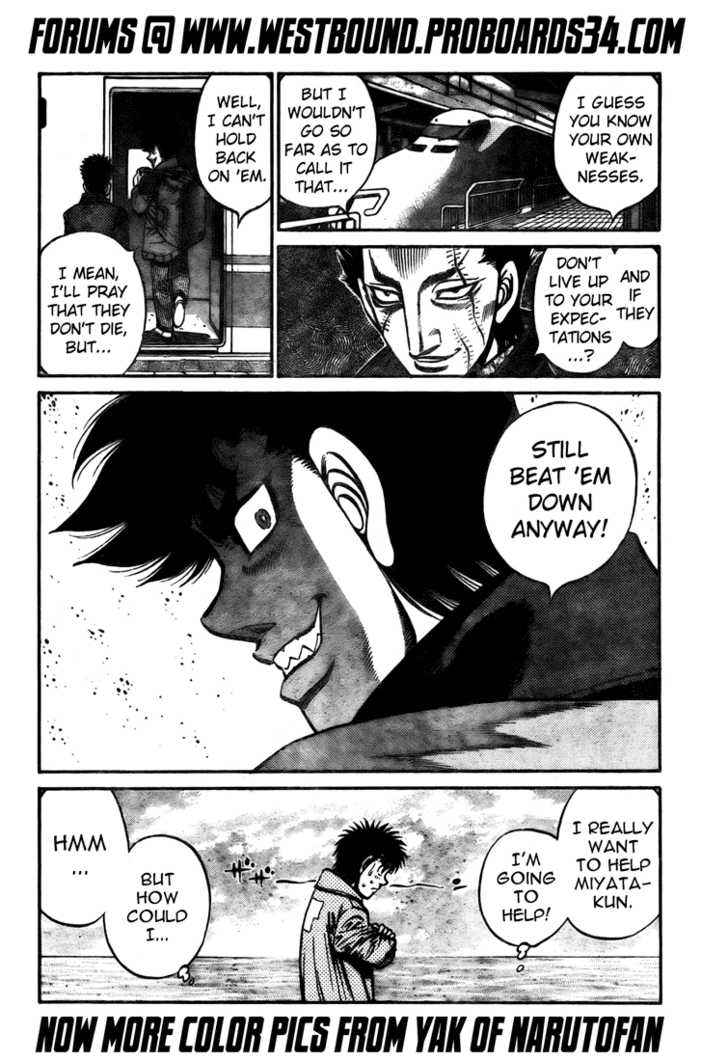 FORUMS @ WWW.WESTBOUND.PROBOARDS34.COM
I GUESS
YOU KNOW
YOUR OWN
WEAK-
NESSES.
BUT I
WOULDN'T
GO SO
FAR AS TO
CALL IT
THAT...
WELL,
I CAN'T
HOLD
BACK
ON 'EM.
I MEAN,
I'LL PRAY
THAT THEY
DON'T DIE,
BUT...
AND
IF
THEY
DON'T
LIVE UP
TO YOUR
EXPEC-
TATIONS
...?
STILL
BEAT 'EM
DOWN
ANYWAY!
I REALLY
WANT
TO HELP
MIYATA-
KUN.
I'M
GOING
TO
HELP!
ザザ
BUT
HOW
COULD
I...
HMM
...
NOW MORE COLOR PICS FROM YAK OF NARUTOFAN